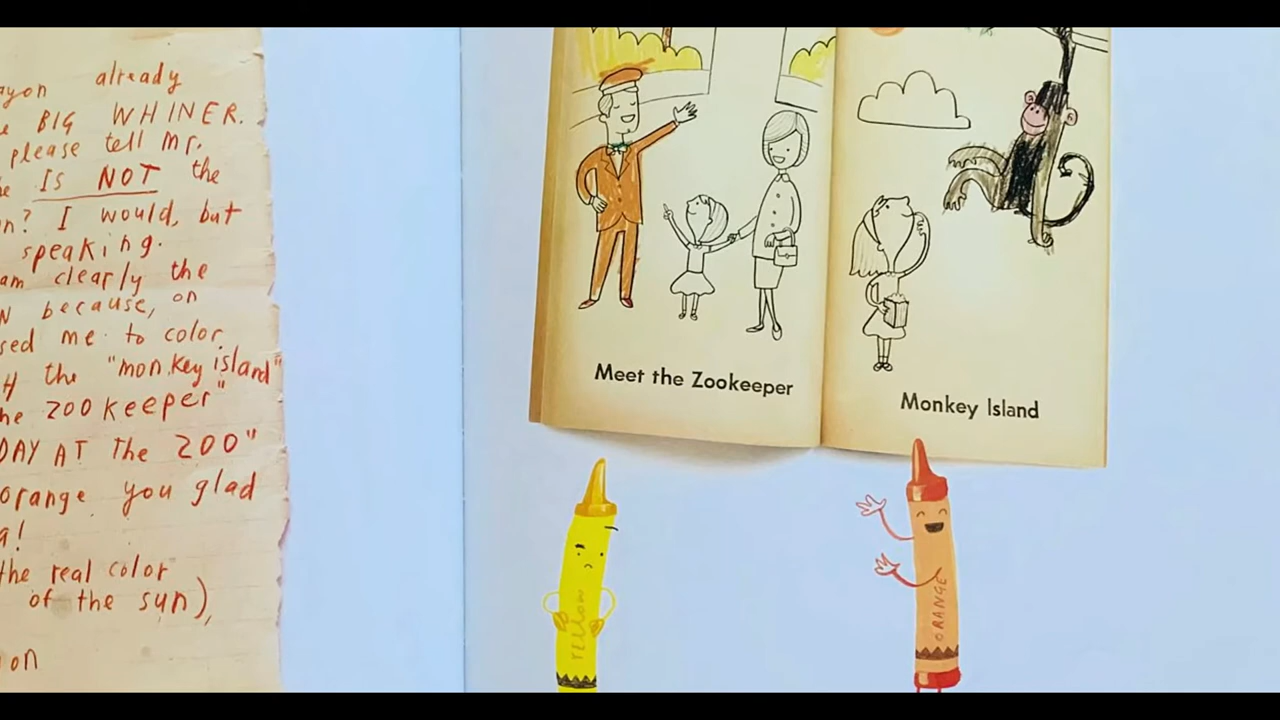 ayon already
e BIG WHINER.
please tell Mr.
he IS NOT the
n? I would, but
speaking.
am clearly the
N because, on
sed me to color
H the "monkey island"
he ZOOkeeper"
DAY AT The ZOO"
orange you glad
a!
the real color
of the sun),
on
Meet the Zookeeper
Monkey Island
YELLOW
ORANGE